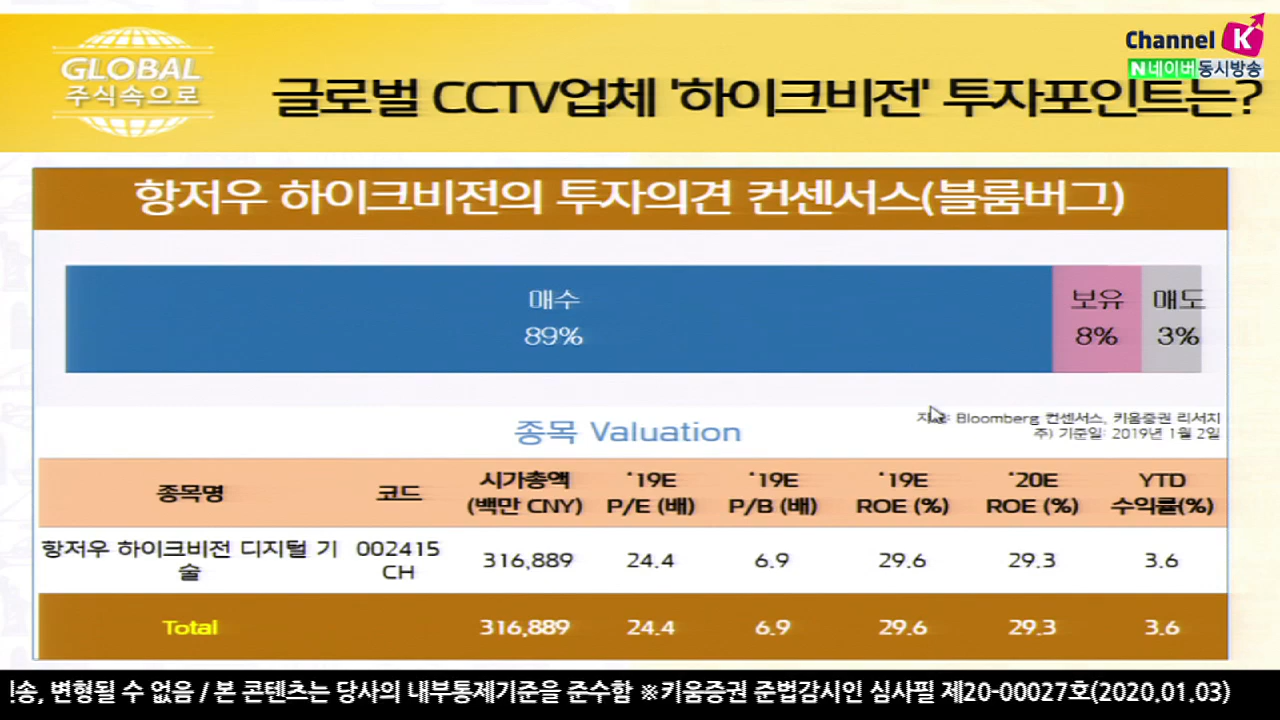 GLOBAL
주식속으로
Channel K
N 네이버 동시방송
글로벌 CCTV업체 '하이크비전' 투자포인트는?
항저우 하이크비전의 투자의견 컨센서스(블룸버그)
매수 보유 매도
89% 8% 3%
Bloomberg 컨센서스, 키움증권 리서치
주) 기준일: 2019년 1월 2일
종목 Valuation
종목명 코드 시가총액 (백만 CNY) '19E P/E (배) '19E P/B (배) '19E ROE (%) '20E ROE (%) YTD 수익률(%)
항저우 하이크비전 디지털 기술 002415 CH 316,889 24.4 6.9 29.6 29.3 3.6
Total 316,889 24.4 6.9 29.6 29.3 3.6
송, 변형될 수 없음 / 본 콘텐츠는 당사의 내부통제기준을 준수함 ※키움증권 준법감시인 심사필 제20-00027호(2020.01.03)